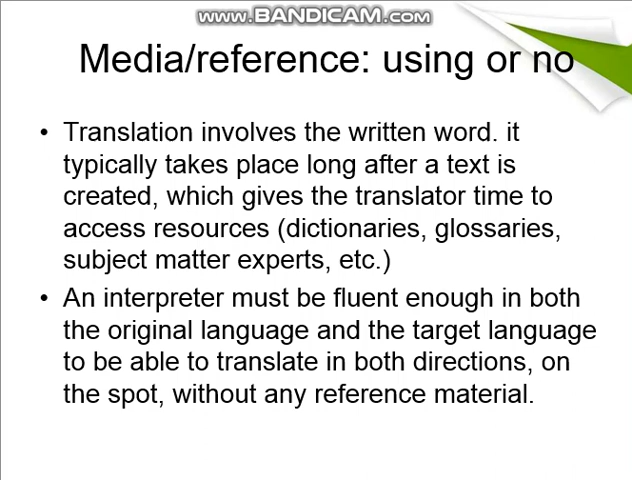 www.BANDICAM.com
Media/reference: using or no
• Translation involves the written word. it
typically takes place long after a text is
created, which gives the translator time to
access resources (dictionaries, glossaries,
subject matter experts, etc.)
• An interpreter must be fluent enough in both
the original language and the target language
to be able to translate in both directions, on
the spot, without any reference material.